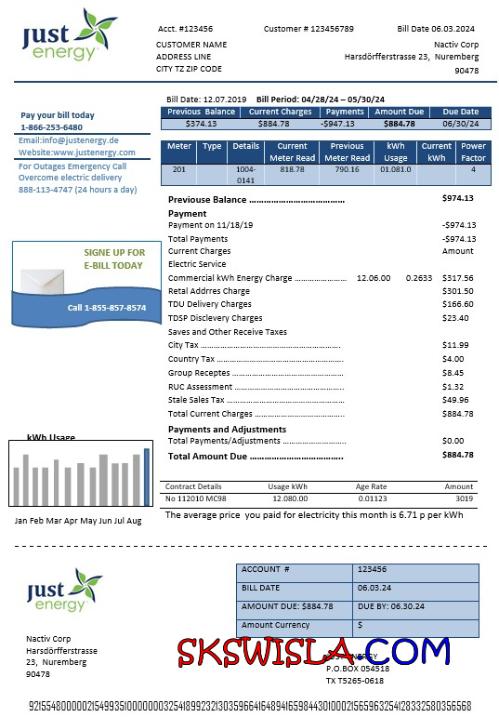 just energy
Acct. #123456 Customer # 123456789 Bill Date 06.03.2024
CUSTOMER NAME Nactiv Corp
ADDRESS LINE Harsdörfferstrasse 23, Nuremberg
CITY TZ ZIP CODE 90478
Bill Date: 12.07.2019 Bill Period: 04/28/24 – 05/30/24
Previous Balance Current Charges Payments Amount Due Due Date
$374.13 $884.78 -$947.13 $884.78 06/30/24
Pay your bill today
1-866-253-6480
Email:info@justenergy.de
Website:www.justenergy.com
For Outages Emergency Call
Overcome electric delivery
888-113-4747 (24 hours a day)
Meter Type Details Current Meter Read Previous Meter Read kWh Usage Current kWh Power Factor
201 1004-0141 818.78 790.16 01.081.0 4
Previouse Balance $974.13
Payment
Payment on 11/18/19 -$974.13
Total Payments -$974.13
Current Charges Amount
Electric Service
Commercial kWh Energy Charge 12.06.00 0.2633 $317.56
Retail Addrres Charge $301.50
TDU Delivery Charges $166.60
TDSP Disclevery Charges $23.40
Saves and Other Receive Taxes
City Tax $11.99
Country Tax $4.00
Group Receptes $8.45
RUC Assessment $1.32
Stale Sales Tax $49.96
Total Current Charges $884.78
Payments and Adjustments
Total Payments/Adjustments $0.00
Total Amount Due $884.78
SIGNE UP FOR
E-BILL TODAY
Call 1-855-857-8574
kWh Usage
Jan Feb Mar Apr May Jun Jul Aug
Contract Details Usage kWh Age Rate Amount
No 112010 MC98 12.080.00 0.01123 3019
The average price you paid for electricity this month is 6.71 p per kWh
just energy
ACCOUNT # 123456
BILL DATE 06.03.24
AMOUNT DUE: $884.78 DUE BY: 06.30.24
Amount Currency $
Nactiv Corp
Harsdörfferstrasse
23, Nuremberg
90478
SKSWISLA.COM
P.O.BOX 054518
TX T5265-0618